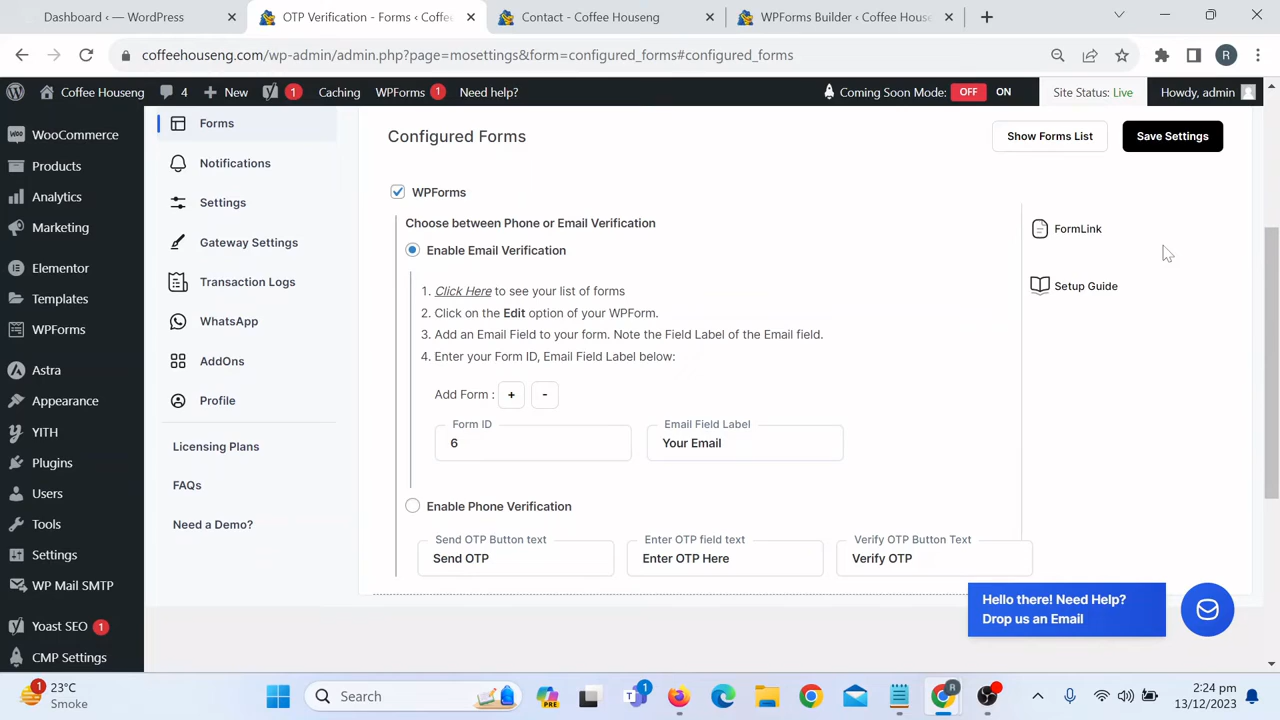 Dashboard ‹ — WordPress
OTP Verification - Forms ‹ Coffe
Contact - Coffee Houseng
WPForms Builder ‹ Coffee Hous
coffeehouseng.com/wp-admin/admin.php?page=mosettings&form=configured_forms#configured_forms
R
Coffee Houseng
4
New
1
Caching
WPForms 1
Need help?
Coming Soon Mode: OFF ON
Site Status: Live
Howdy, admin
WooCommerce
Products
Analytics
Marketing
Elementor
Templates
WPForms
Astra
Appearance
YITH
Plugins
Users
Tools
Settings
WP Mail SMTP
Yoast SEO 1
CMP Settings
Forms
Notifications
Settings
Gateway Settings
Transaction Logs
WhatsApp
AddOns
Profile
Licensing Plans
FAQs
Need a Demo?
Configured Forms
Show Forms List
Save Settings
WPForms
Choose between Phone or Email Verification
Enable Email Verification
1. Click Here to see your list of forms
2. Click on the Edit option of your WPForm.
3. Add an Email Field to your form. Note the Field Label of the Email field.
4. Enter your Form ID, Email Field Label below:
Add Form : + -
Form ID
6
Email Field Label
Your Email
Enable Phone Verification
Send OTP Button text
Send OTP
Enter OTP field text
Enter OTP Here
Verify OTP Button Text
Verify OTP
FormLink
Setup Guide
Hello there! Need Help?
Drop us an Email
1
23°C
Smoke
Search
PRE
1
R
2:24 pm
13/12/2023